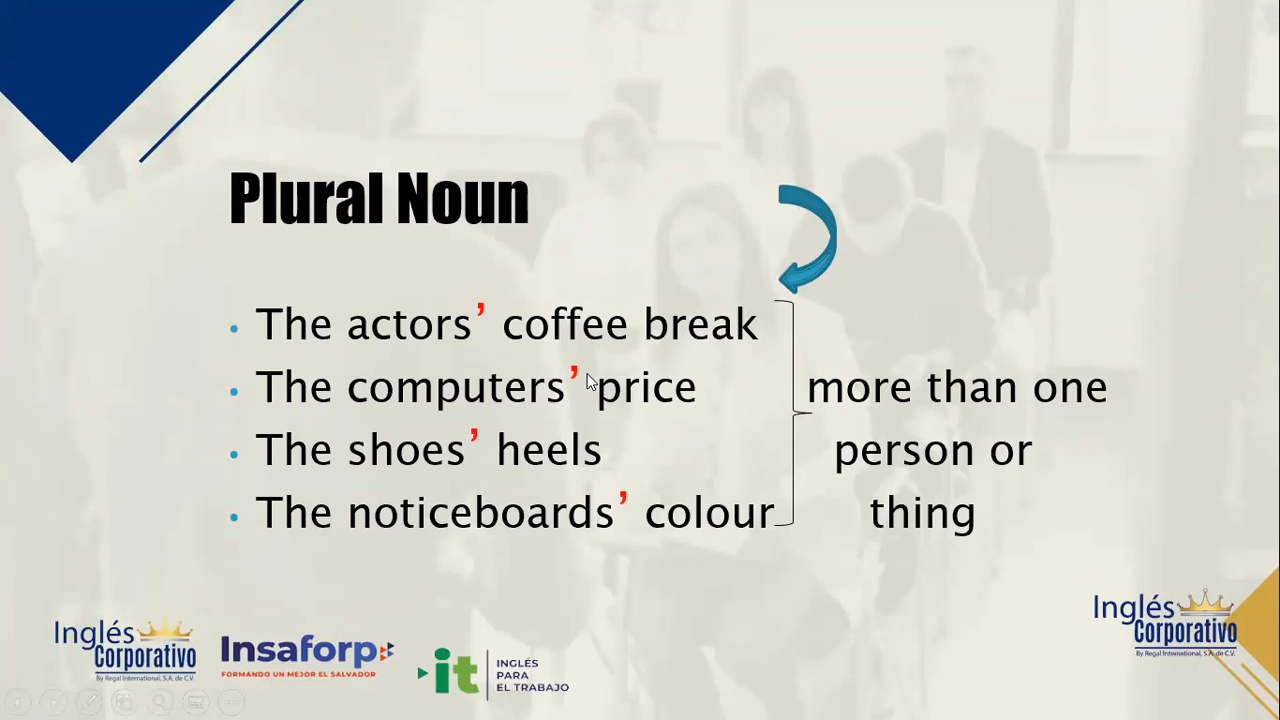 Plural Noun
• The actors’ coffee break
• The computers’ price
• The shoes’ heels
• The noticeboards’ colour
more than one
person or
thing
Inglés
Corporativo
By Regal International, S.A. de C.V.
Insaforp
FORMANDO UN MEJOR EL SALVADOR
it
INGLÉS
PARA
EL TRABAJO
Inglés
Corporativo
By Regal International, S.A. de C.V.